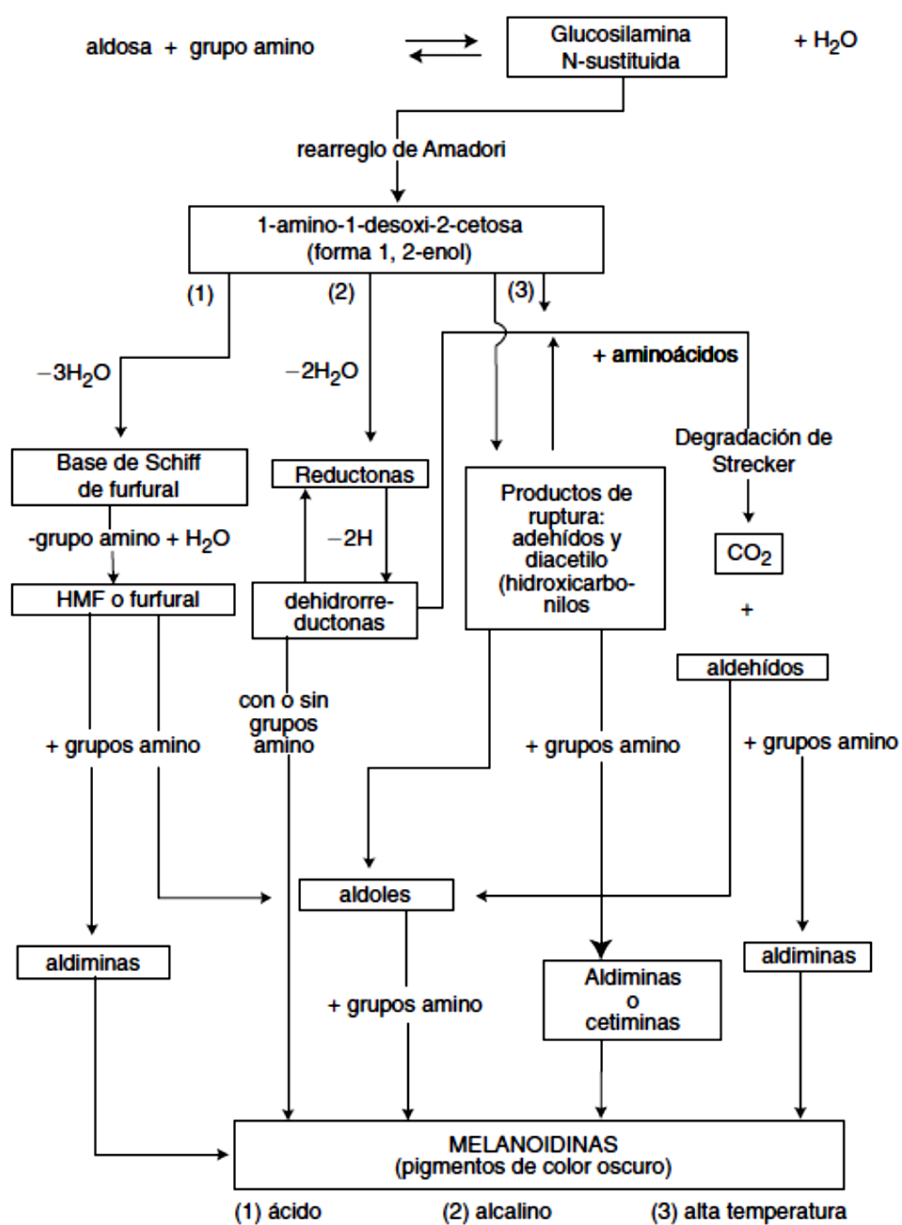 aldosa + grupo amino
Glucosilamina
N-sustituida
+ H2O
rearreglo de Amadori
1-amino-1-desoxi-2-cetosa
(forma 1, 2-enol)
(1)
(2)
(3)
−3H2O
−2H2O
+ aminoácidos
Degradación de
Strecker
Base de Schiff
de furfural
Reductonas
Productos de
ruptura:
adehídos y
diacetilo
(hidroxicarbo-
nilos
-grupo amino + H2O
−2H
CO2
HMF o furfural
dehidrorre-
ductonas
+
aldehídos
con o sin
grupos
amino
+ grupos amino
+ grupos amino
+ grupos amino
aldoles
aldiminas
aldiminas
Aldiminas
o
cetiminas
+ grupos amino
MELANOIDINAS
(pigmentos de color oscuro)
(1) ácido
(2) alcalino
(3) alta temperatura